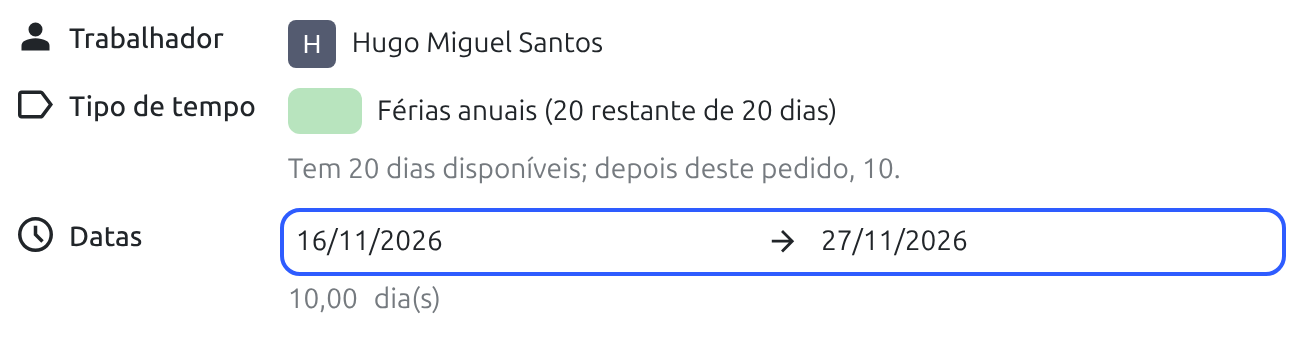 Trabalhador
H Hugo Miguel Santos
Tipo de tempo
Férias anuais (20 restante de 20 dias)
Tem 20 dias disponíveis; depois deste pedido, 10.
Datas
16/11/2026 → 27/11/2026
10,00 dia(s)